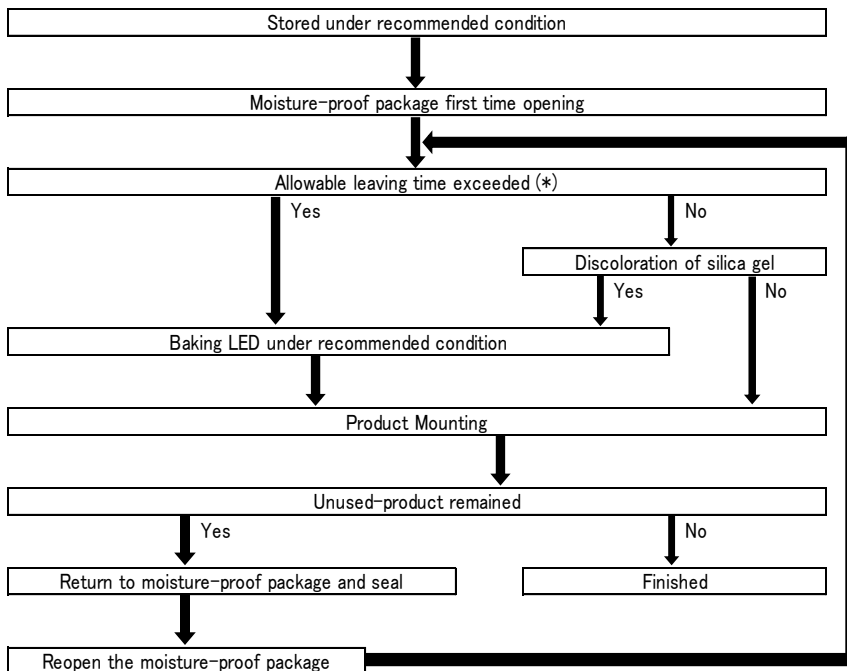 Stored under recommended condition
Moisture-proof package first time opening
Allowable leaving time exceeded (*)
Yes
No
Discoloration of silica gel
Yes
No
Baking LED under recommended condition
Product Mounting
Unused-product remained
Yes
No
Return to moisture-proof package and seal
Finished
Reopen the moisture-proof package